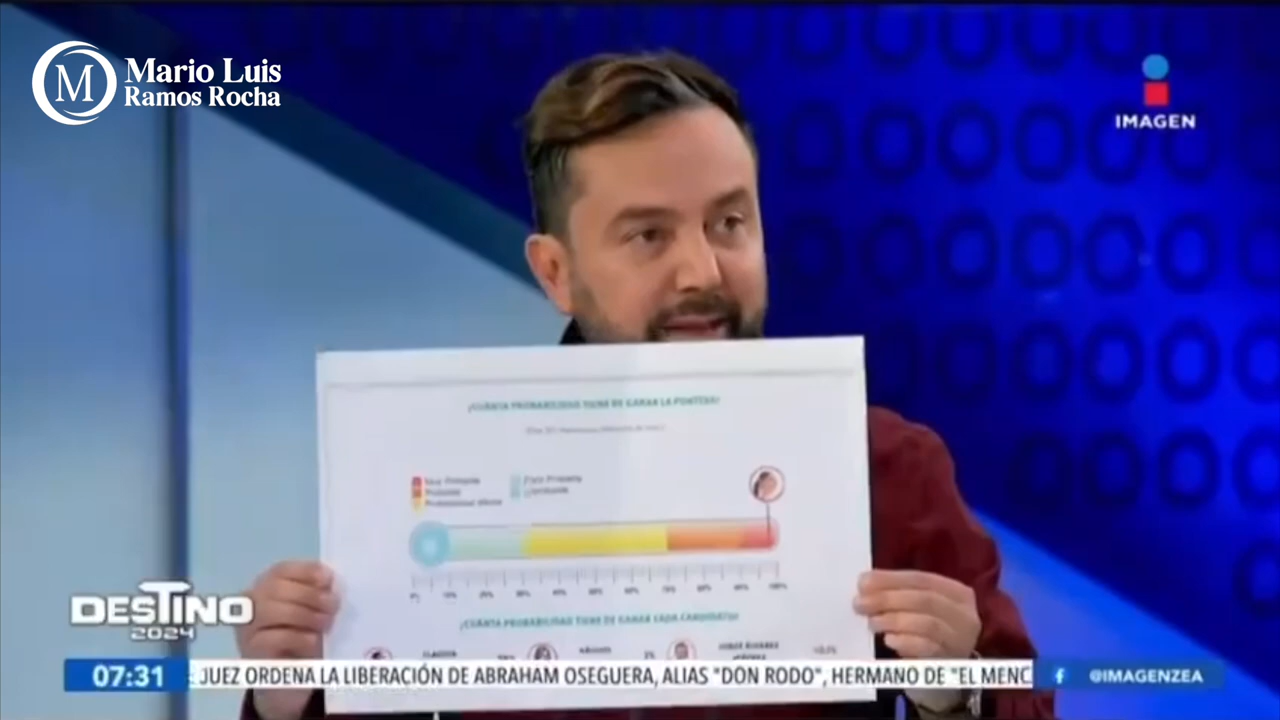 Mario Luis
Ramos Rocha
M
IMAGEN
¿CUÁNTA PROBABILIDAD TIENE DE GANAR LA PUNTERA?
Muy Probable
Poco Probable
Probable
0%
10%
20%
30%
40%
50%
60%
70%
80%
90%
100%
¿CUÁNTA PROBABILIDAD TIENE DE GANAR CADA CANDIDATO?
CLAUDIA
JORGE ÁLVAREZ
DESTINO
2024
07:31
JUEZ ORDENA LA LIBERACIÓN DE ABRAHAM OSEGUERA, ALIAS "DON RODO", HERMANO DE "EL MENC
f @IMAGENZEA